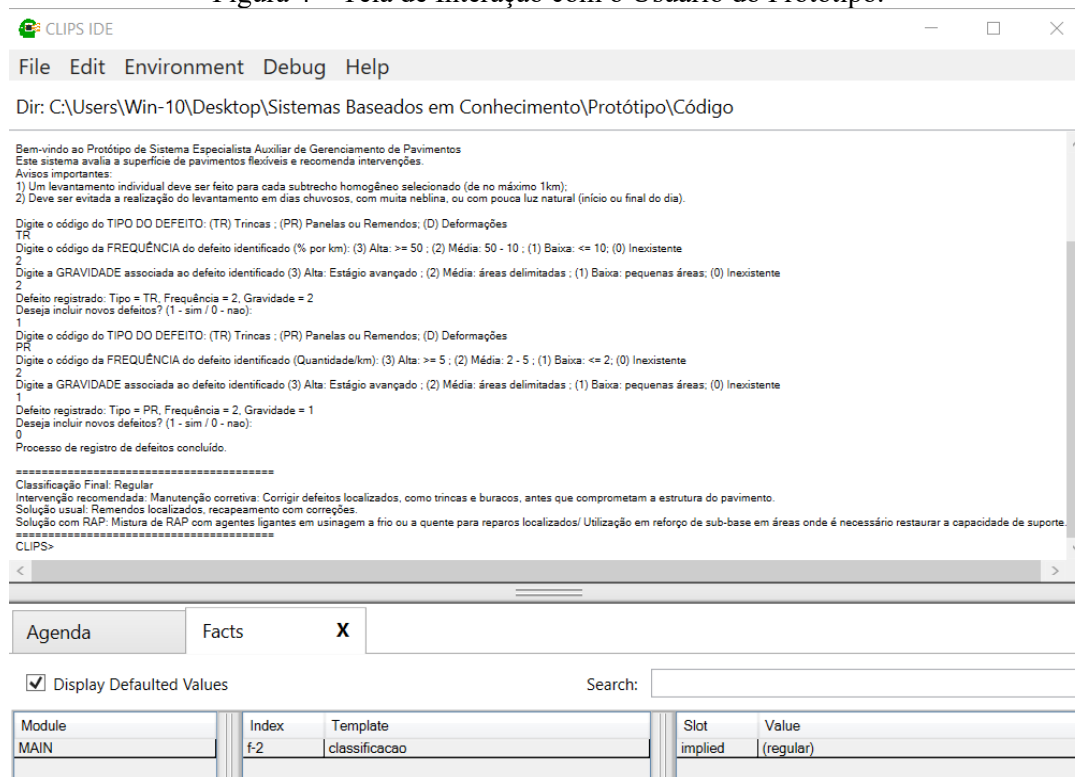 Figura 4 – Tela de Interação com o Usuário do Protótipo.
CLIPS IDE
File Edit Environment Debug Help
Dir: C:\Users\Win-10\Desktop\Sistemas Baseados em Conhecimento\Protótipo\Código
Bem-vindo ao Protótipo de Sistema Especialista Auxiliar de Gerenciamento de Pavimentos
Este sistema avalia a superfície de pavimentos flexíveis e recomenda intervenções.
Avisos importantes:
1) Um levantamento individual deve ser feito para cada subtrecho homogêneo selecionado (de no máximo 1km);
2) Deve ser evitada a realização do levantamento em dias chuvosos, com muita neblina, ou com pouca luz natural (início ou final do dia).
Digite o código do TIPO DO DEFEITO: (TR) Trincas ; (PR) Panelas ou Remendos; (D) Deformações
TR
Digite o código da FREQUÊNCIA do defeito identificado (% por km): (3) Alta: >= 50 ; (2) Média: 50 - 10 ; (1) Baixa: <= 10; (0) Inexistente
2
Digite a GRAVIDADE associada ao defeito identificado (3) Alta: Estágio avançado ; (2) Média: áreas delimitadas ; (1) Baixa: pequenas áreas; (0) Inexistente
2
Defeito registrado: Tipo = TR, Frequência = 2, Gravidade = 2
Deseja incluir novos defeitos? (1 - sim / 0 - nao):
1
Digite o código do TIPO DO DEFEITO: (TR) Trincas ; (PR) Panelas ou Remendos; (D) Deformações
PR
Digite o código da FREQUÊNCIA do defeito identificado (Quantidade/km): (3) Alta: >= 5 ; (2) Média: 2 - 5 ; (1) Baixa: <= 2; (0) Inexistente
2
Digite a GRAVIDADE associada ao defeito identificado (3) Alta: Estágio avançado ; (2) Média: áreas delimitadas ; (1) Baixa: pequenas áreas; (0) Inexistente
1
Defeito registrado: Tipo = PR, Frequência = 2, Gravidade = 1
Deseja incluir novos defeitos? (1 - sim / 0 - nao):
0
Processo de registro de defeitos concluído.
========================================
Classificação Final: Regular
Intervenção recomendada: Manutenção corretiva: Corrigir defeitos localizados, como trincas e buracos, antes que comprometam a estrutura do pavimento.
Solução usual: Remendos localizados, recapeamento com correções.
Solução com RAP: Mistura de RAP com agentes ligantes em usinagem a frio ou a quente para reparos localizados/ Utilização em reforço de sub-base em áreas onde é necessário restaurar a capacidade de suporte.
========================================
CLIPS>
Agenda Facts X
Display Defaulted Values Search:
Module Index Template Slot Value
MAIN f-2 classificacao implied (regular)